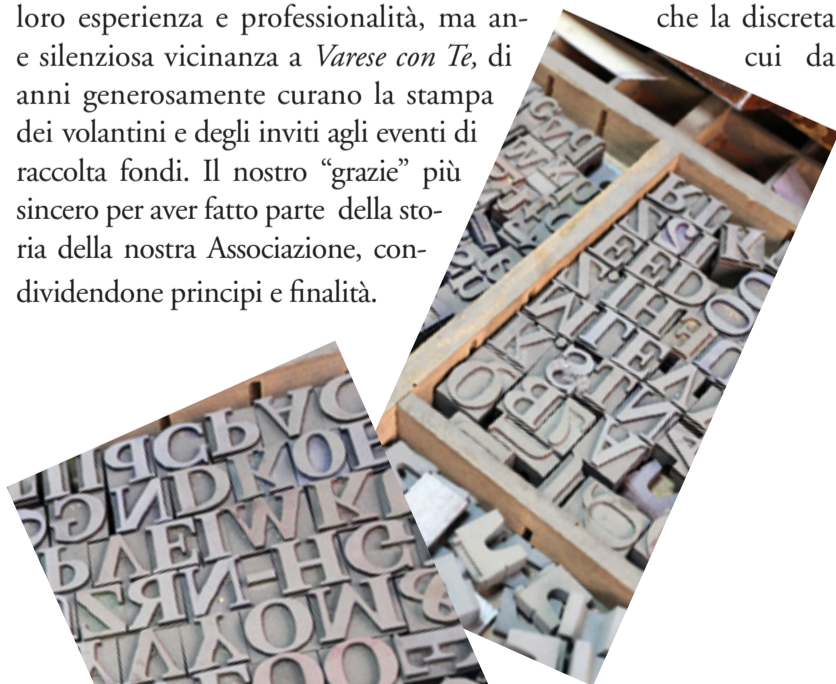 loro esperienza e professionalità, ma an- che la discreta
e silenziosa vicinanza a Varese con Te, di cui da
anni generosamente curano la stampa
dei volantini e degli inviti agli eventi di
raccolta fondi. Il nostro “grazie” più
sincero per aver fatto parte della sto-
ria della nostra Associazione, con-
dividendone principi e finalità.